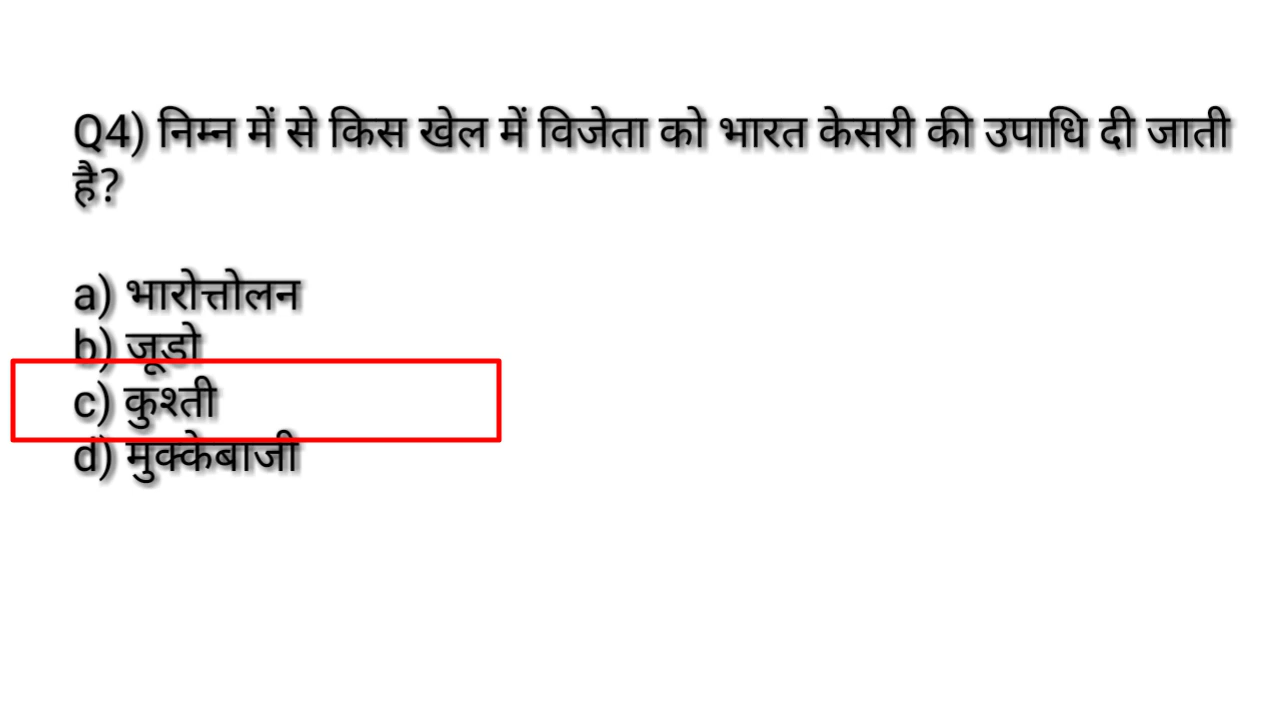 Q4) निम्न में से किस खेल में विजेता को भारत केसरी की उपाधि दी जाती
है?
a) भारोत्तोलन
b) जूडो
c) कुश्ती
d) मुक्केबाजी